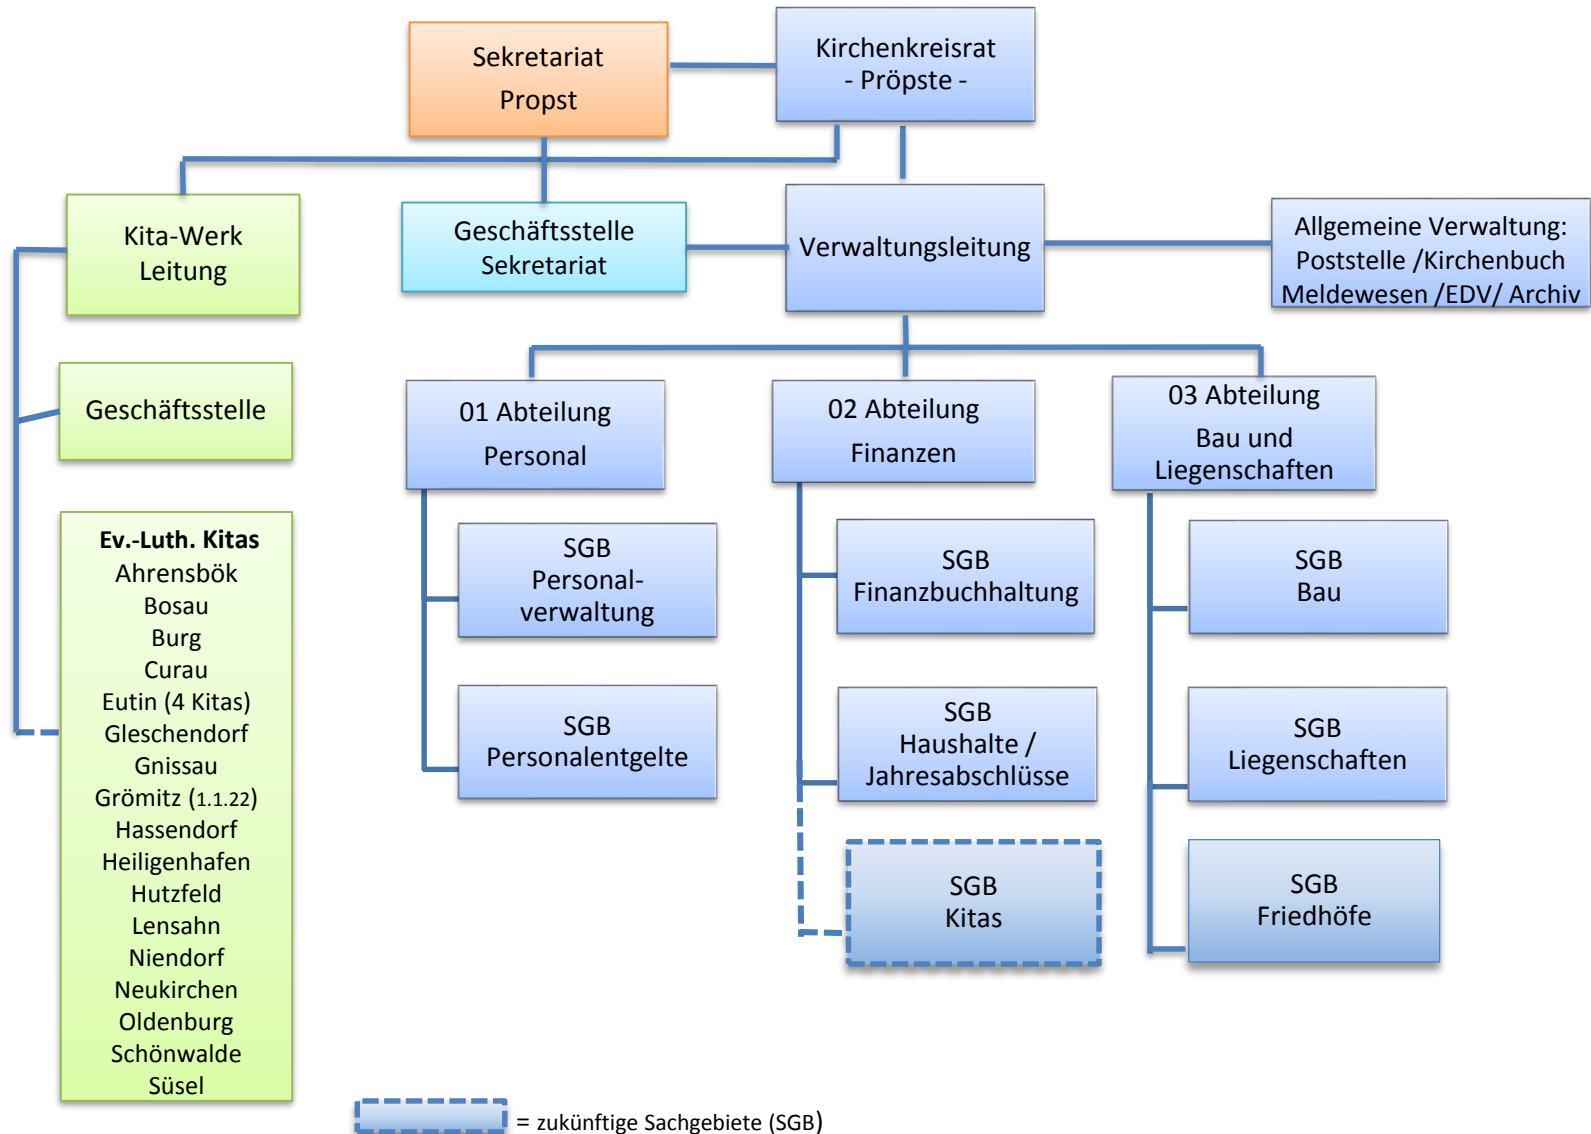 Sekretariat
Propst
Kirchenkreisrat
- Pröpste -
Kita-Werk
Leitung
Geschäftsstelle
Sekretariat
Verwaltungsleitung
Allgemeine Verwaltung:
Poststelle /Kirchenbuch
Meldewesen /EDV/ Archiv
Geschäftsstelle
01 Abteilung
Personal
02 Abteilung
Finanzen
03 Abteilung
Bau und
Liegenschaften
Ev.-Luth. Kitas
Ahrensbök
Bosau
Burg
Curau
Eutin (4 Kitas)
Gleschendorf
Gnissau
Grömitz (1.1.22)
Hassendorf
Heiligenhafen
Hutzfeld
Lensahn
Niendorf
Neukirchen
Oldenburg
Schönwalde
Süsel
SGB
Personal-
verwaltung
SGB
Personalentgelte
SGB
Finanzbuchhaltung
SGB
Haushalte /
Jahresabschlüsse
SGB
Kitas
SGB
Bau
SGB
Liegenschaften
SGB
Friedhöfe
= zukünftige Sachgebiete (SGB)